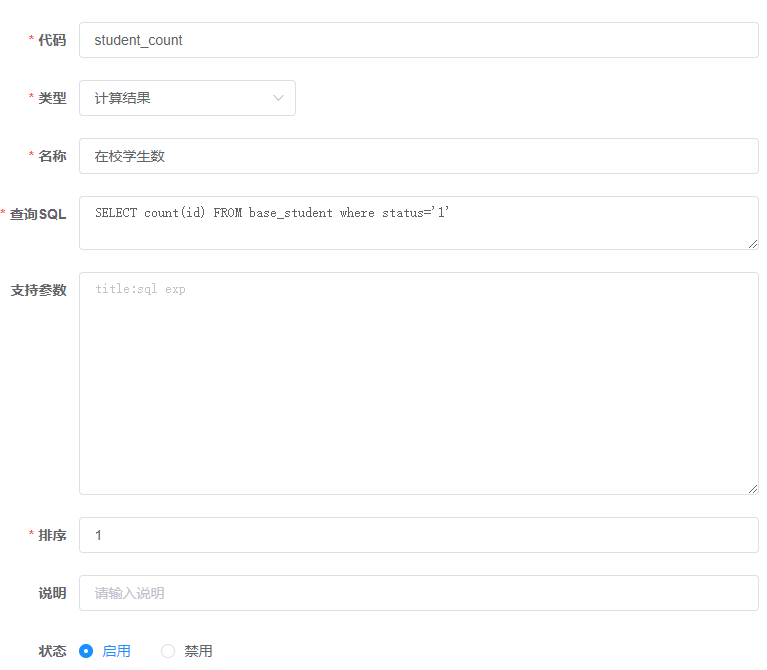 * 代码 student_count
* 类型 计算结果
* 名称 在校学生数
* 查询SQL SELECT count(id) FROM base_student where status='1'
支持参数 title:sql exp
* 排序 1
说明 请输入说明
状态 启用 禁用